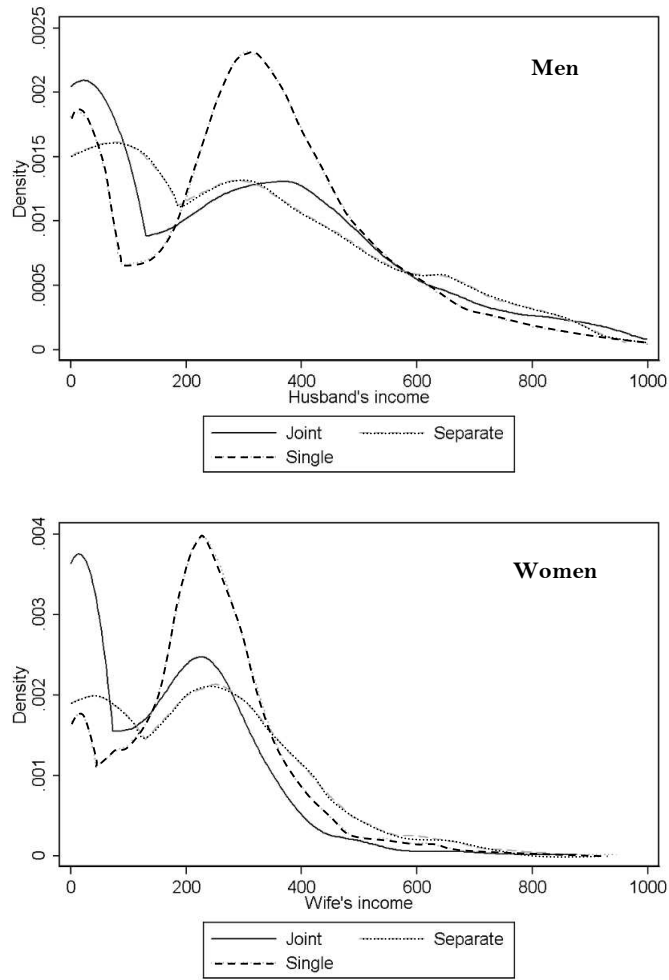 .0025
Men
.002
.0015
Density
.001
.0005
0
0 200 400 600 800 1000
Husband's income
Joint Separate
Single
.004
Women
.003
Density
.002
.001
0
0 200 400 600 800 1000
Wife's income
Joint Separate
Single